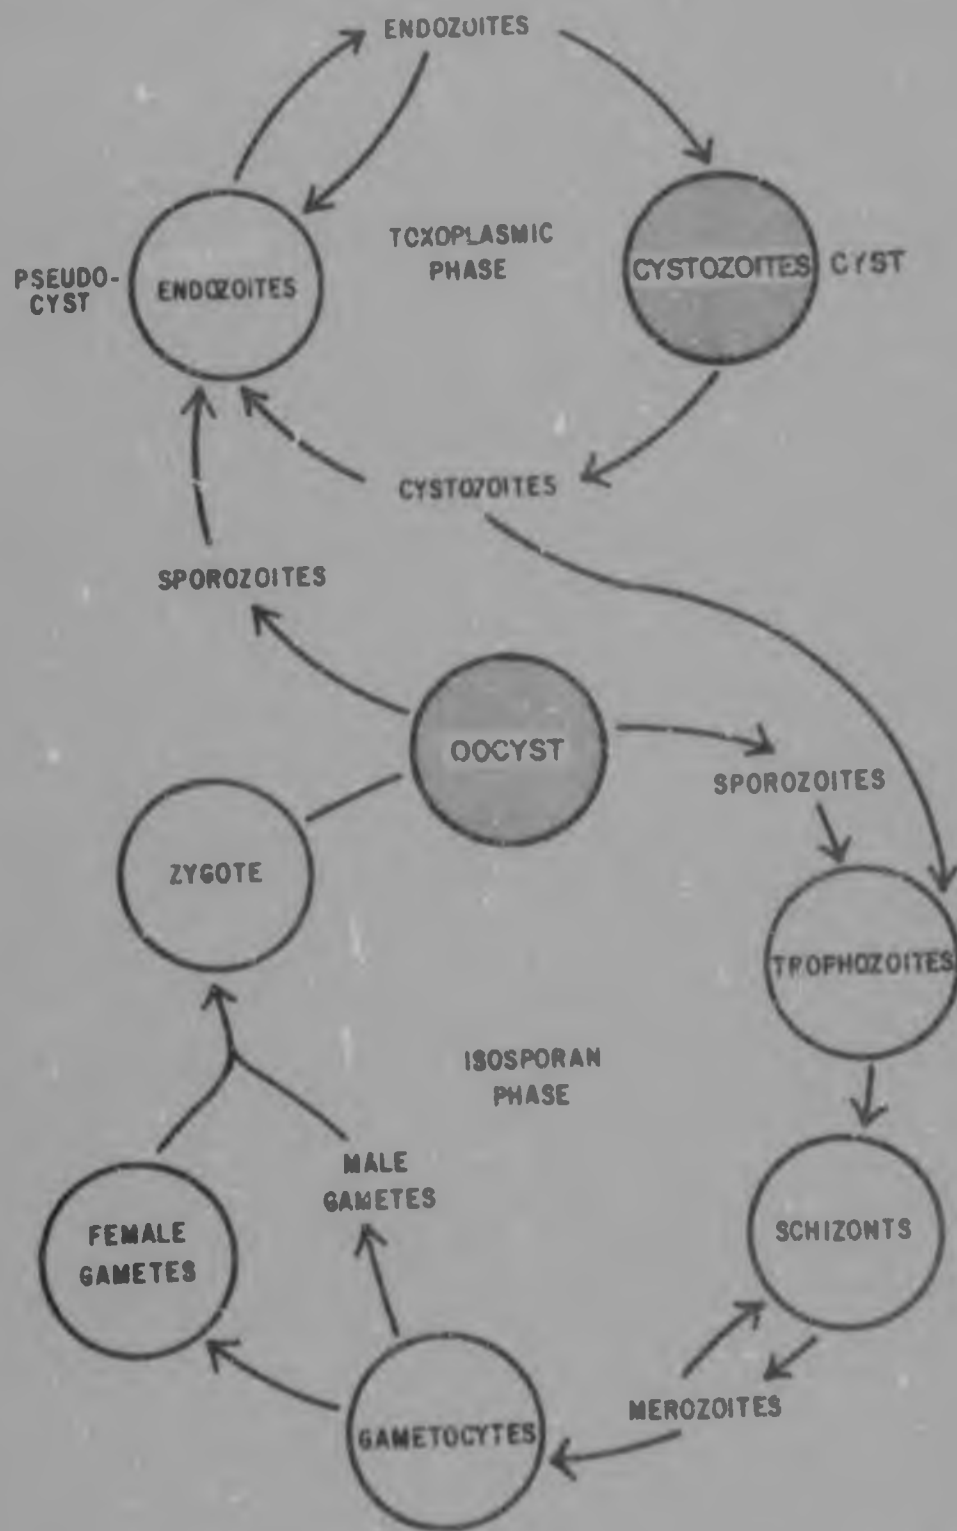 ENDOZOITES
TOXOPLASMIC
PHASE
PSEUDO-
CYST
ENDOZOITES
CYSTOZOITES
CYST
CYSTOZOITES
SPOROZOITES
OOCYST
SPOROZOITES
ZYGOTE
TROPHOZOITES
ISOSPORAN
PHASE
MALE
GAMETES
FEMALE
GAMETES
SCHIZONTS
MEROZOITES
GAMETOCYTES